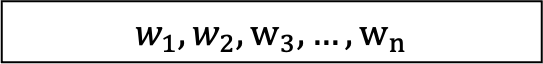 w₁, w₂, w₃, …, wₙ